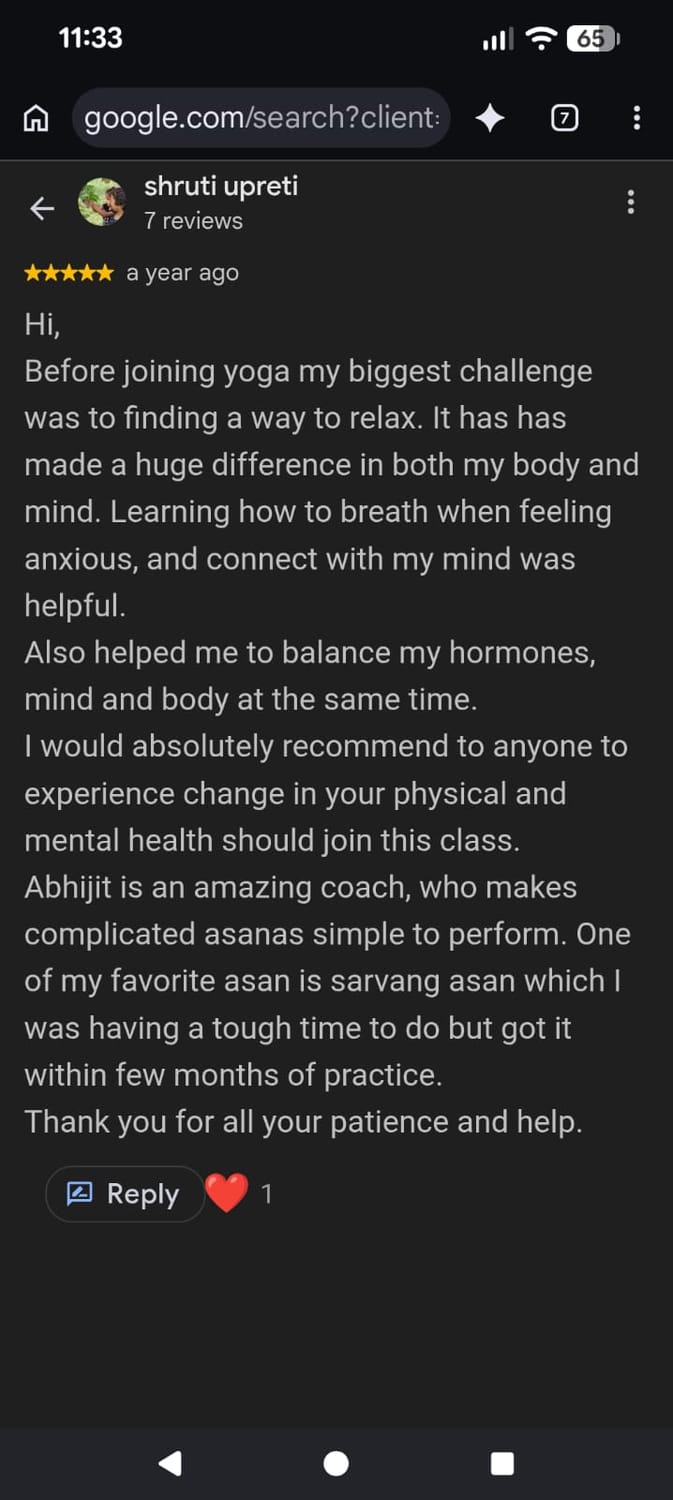 11:33
65
google.com/search?client:
7
shruti upreti
7 reviews
a year ago
Hi,
Before joining yoga my biggest challenge
was to finding a way to relax. It has has
made a huge difference in both my body and
mind. Learning how to breath when feeling
anxious, and connect with my mind was
helpful.
Also helped me to balance my hormones,
mind and body at the same time.
I would absolutely recommend to anyone to
experience change in your physical and
mental health should join this class.
Abhijit is an amazing coach, who makes
complicated asanas simple to perform. One
of my favorite asan is sarvang asan which I
was having a tough time to do but got it
within few months of practice.
Thank you for all your patience and help.
Reply
1